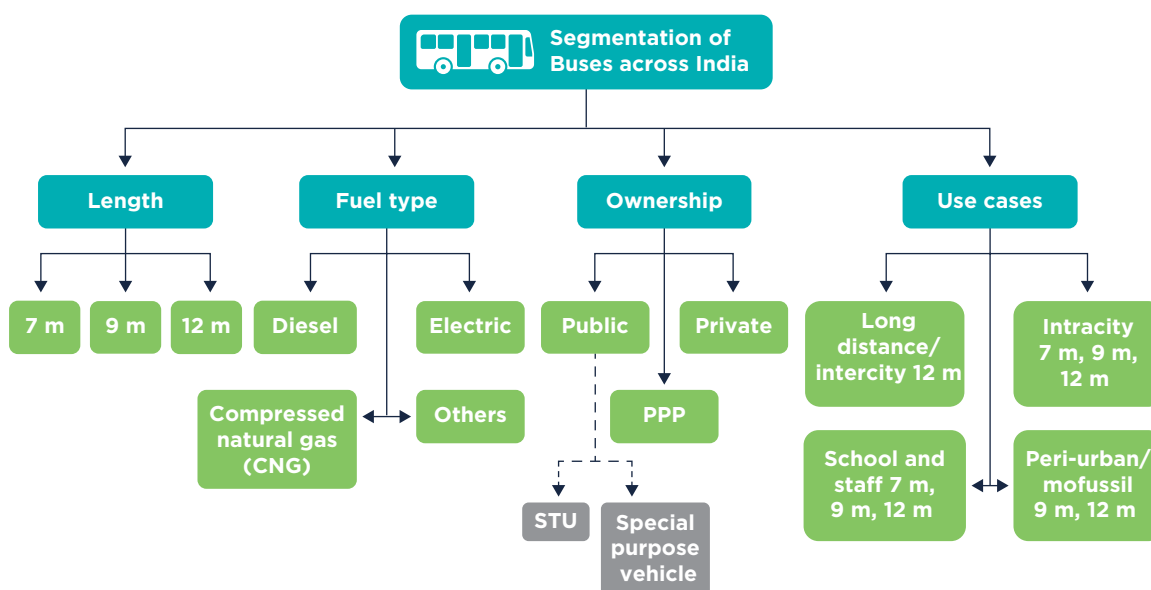 Segmentation of
Buses across India
Length
Fuel type
Ownership
Use cases
7 m
9 m
12 m
Diesel
Electric
Public
Private
Long
distance/
intercity 12 m
Intracity
7 m, 9 m,
12 m
Compressed
natural gas
(CNG)
Others
PPP
School and
staff 7 m,
9 m, 12 m
Peri-urban/
mofussil
9 m, 12 m
STU
Special
purpose
vehicle